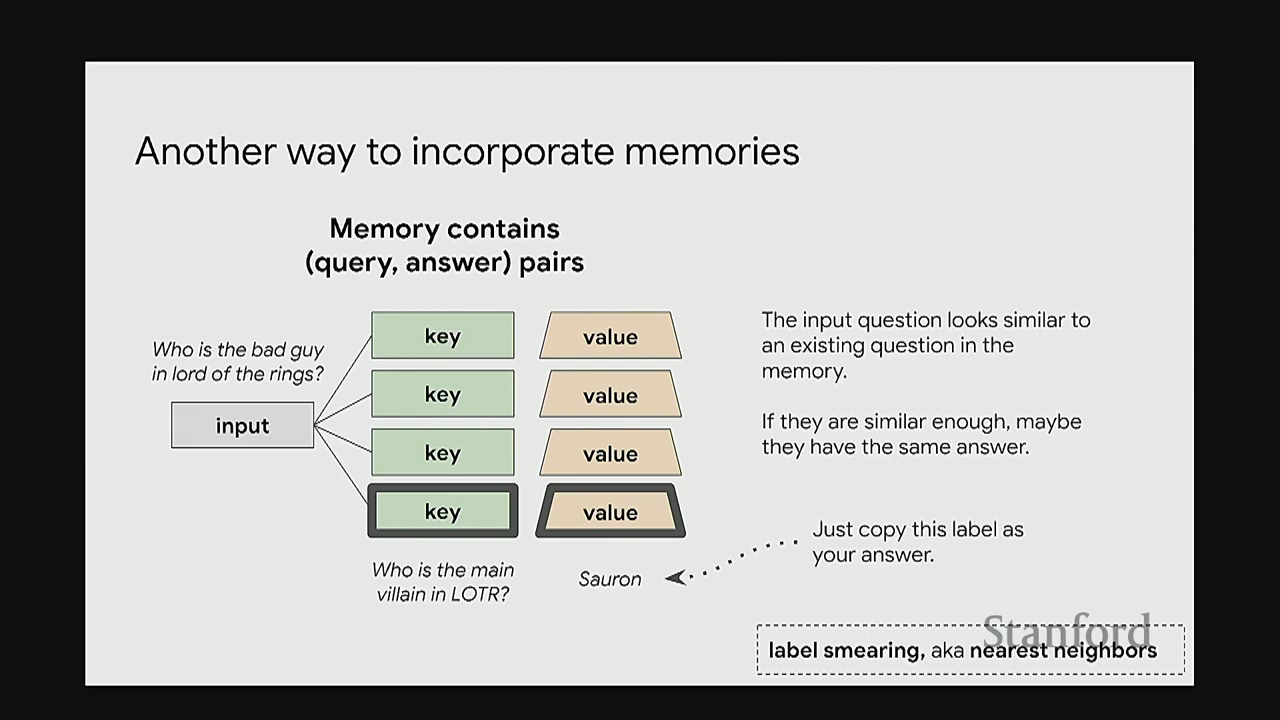 Another way to incorporate memories
Memory contains
(query, answer) pairs
Who is the bad guy
in lord of the rings?
input
key
value
key
value
key
value
key
value
Who is the main
villain in LOTR?
Sauron
The input question looks similar to
an existing question in the
memory.
If they are similar enough, maybe
they have the same answer.
Just copy this label as
your answer.
Stanford
label smearing, aka nearest neighbors